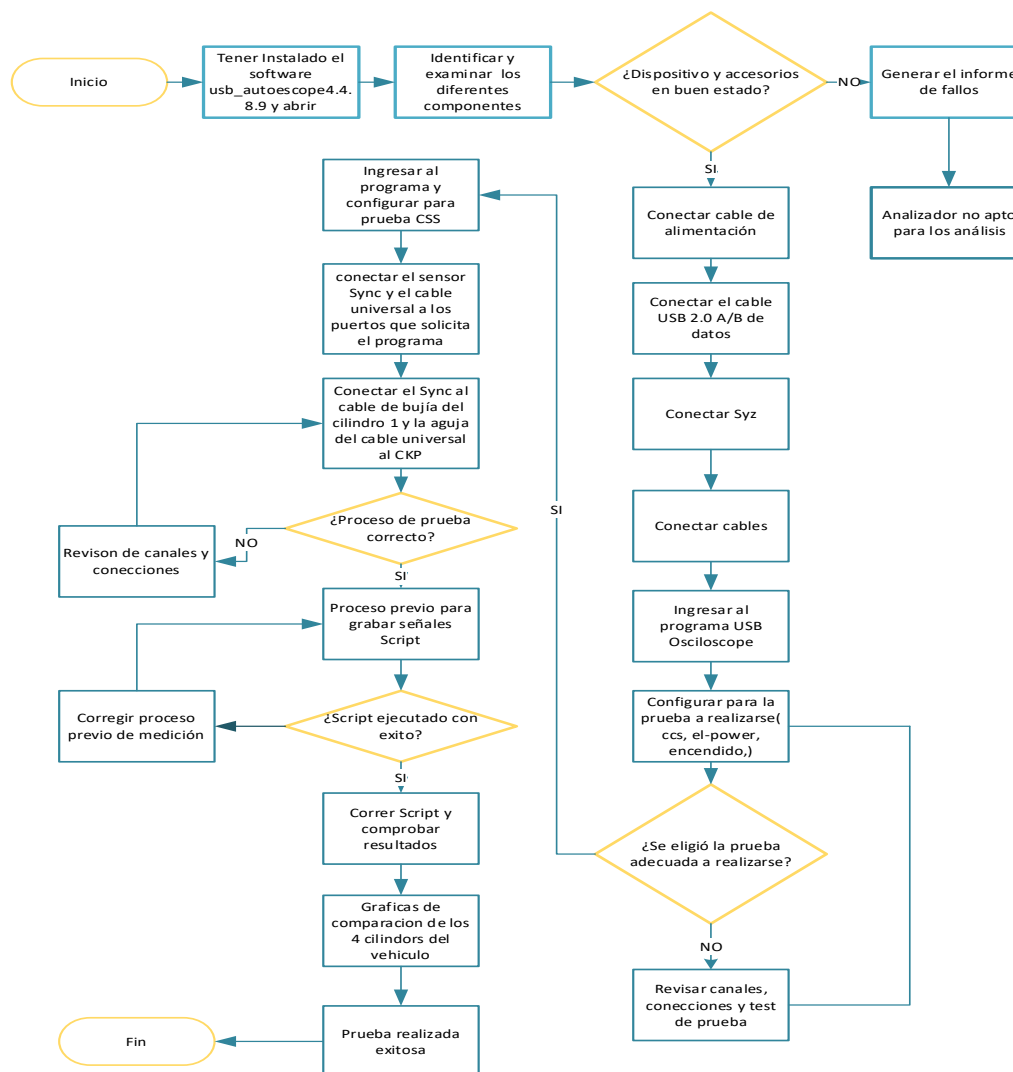 Inicio
Tener Instalado el
software
usb_autoescope4.4.
8.9 y abrir
Identificar y
examinar los
diferentes
componentes
¿Dispositivo y accesorios
en buen estado?
NO
Generar el informe
de fallos
Analizador no apto
para los análisis
SI
Conectar cable de
alimentación
Conectar el cable
USB 2.0 A/B de
datos
Conectar Syz
Conectar cables
Ingresar al
programa USB
Osciloscope
Configurar para la
prueba a realizarse(
ccs, el-power,
encendido,)
¿Se eligió la prueba
adecuada a realizarse?
NO
Revisar canales,
conecciones y test
de prueba
SI
Ingresar al
programa y
configurar para
prueba CSS
conectar el sensor
Sync y el cable
universal a los
puertos que solicita
el programa
Conectar el Sync al
cable de bujía del
cilindro 1 y la aguja
del cable universal
al CKP
¿Proceso de prueba
correcto?
NO
Revison de canales y
conecciones
SI
Proceso previo para
grabar señales
Script
¿Script ejecutado con
exito?
Corregir proceso
previo de medición
SI
Correr Script y
comprobar
resultados
Graficas de
comparacion de los
4 cilindors del
vehiculo
Prueba realizada
exitosa
Fin